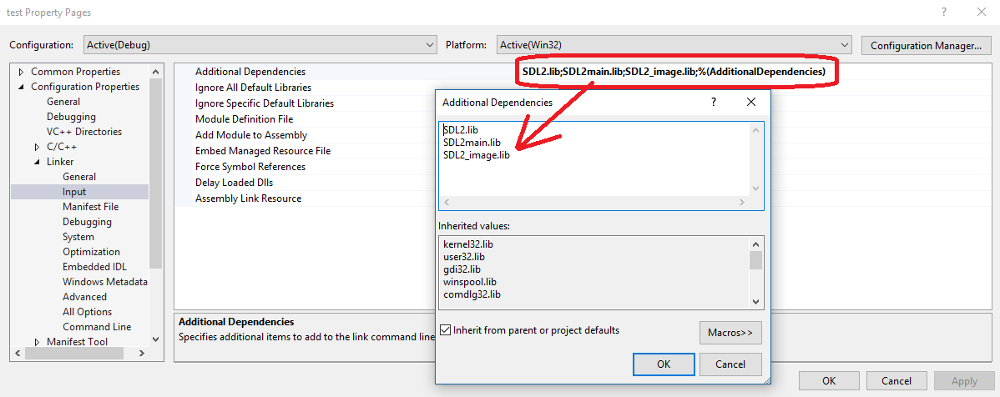 test Property Pages
?
Configuration: Active(Debug) Platform: Active(Win32) Configuration Manager...
Common Properties
Configuration Properties
General
Debugging
VC++ Directories
C/C++
Linker
General
Input
Manifest File
Debugging
System
Optimization
Embedded IDL
Windows Metadata
Advanced
All Options
Command Line
Manifest Tool
Additional Dependencies SDL2.lib;SDL2main.lib;SDL2_image.lib;%(AdditionalDependencies)
Ignore All Default Libraries
Ignore Specific Default Libraries
Module Definition File
Add Module to Assembly
Embed Managed Resource File
Force Symbol References
Delay Loaded Dlls
Assembly Link Resource
Additional Dependencies
Specifies additional items to add to the link command line
Additional Dependencies ?
SDL2.lib
SDL2main.lib
SDL2_image.lib
Inherited values:
kernel32.lib
user32.lib
gdi32.lib
winspool.lib
comdlg32.lib
Inherit from parent or project defaults
Macros>>
OK Cancel
OK Cancel Apply